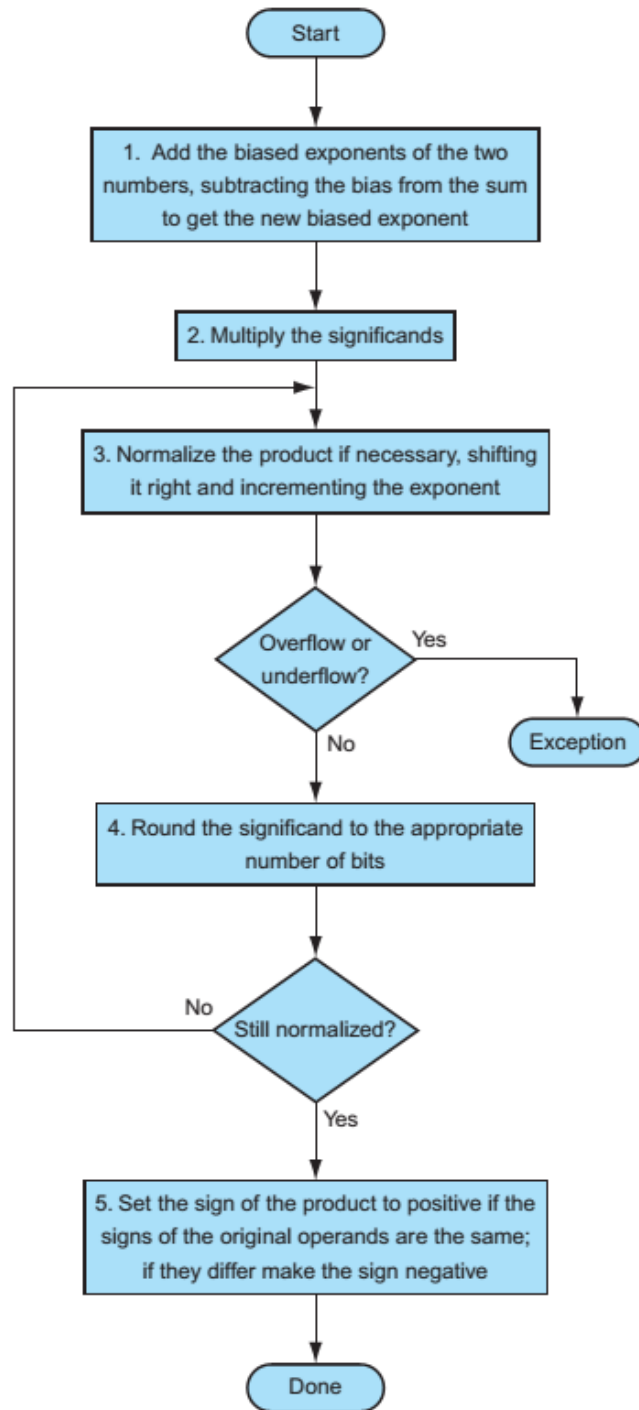 Start
1. Add the biased exponents of the two
numbers, subtracting the bias from the sum
to get the new biased exponent
2. Multiply the significands
3. Normalize the product if necessary, shifting
it right and incrementing the exponent
Overflow or
underflow?
Yes
No
Exception
4. Round the significand to the appropriate
number of bits
No
Still normalized?
Yes
5. Set the sign of the product to positive if the
signs of the original operands are the same;
if they differ make the sign negative
Done